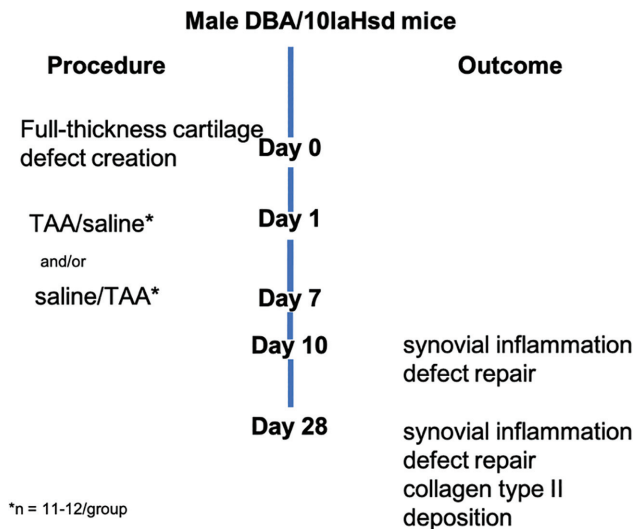 Male DBA/10laHsd mice
Procedure
Outcome
Full-thickness cartilage
defect creation
Day 0
TAA/saline*
Day 1
and/or
saline/TAA*
Day 7
Day 10
synovial inflammation
defect repair
Day 28
synovial inflammation
defect repair
collagen type II
deposition
*n = 11-12/group